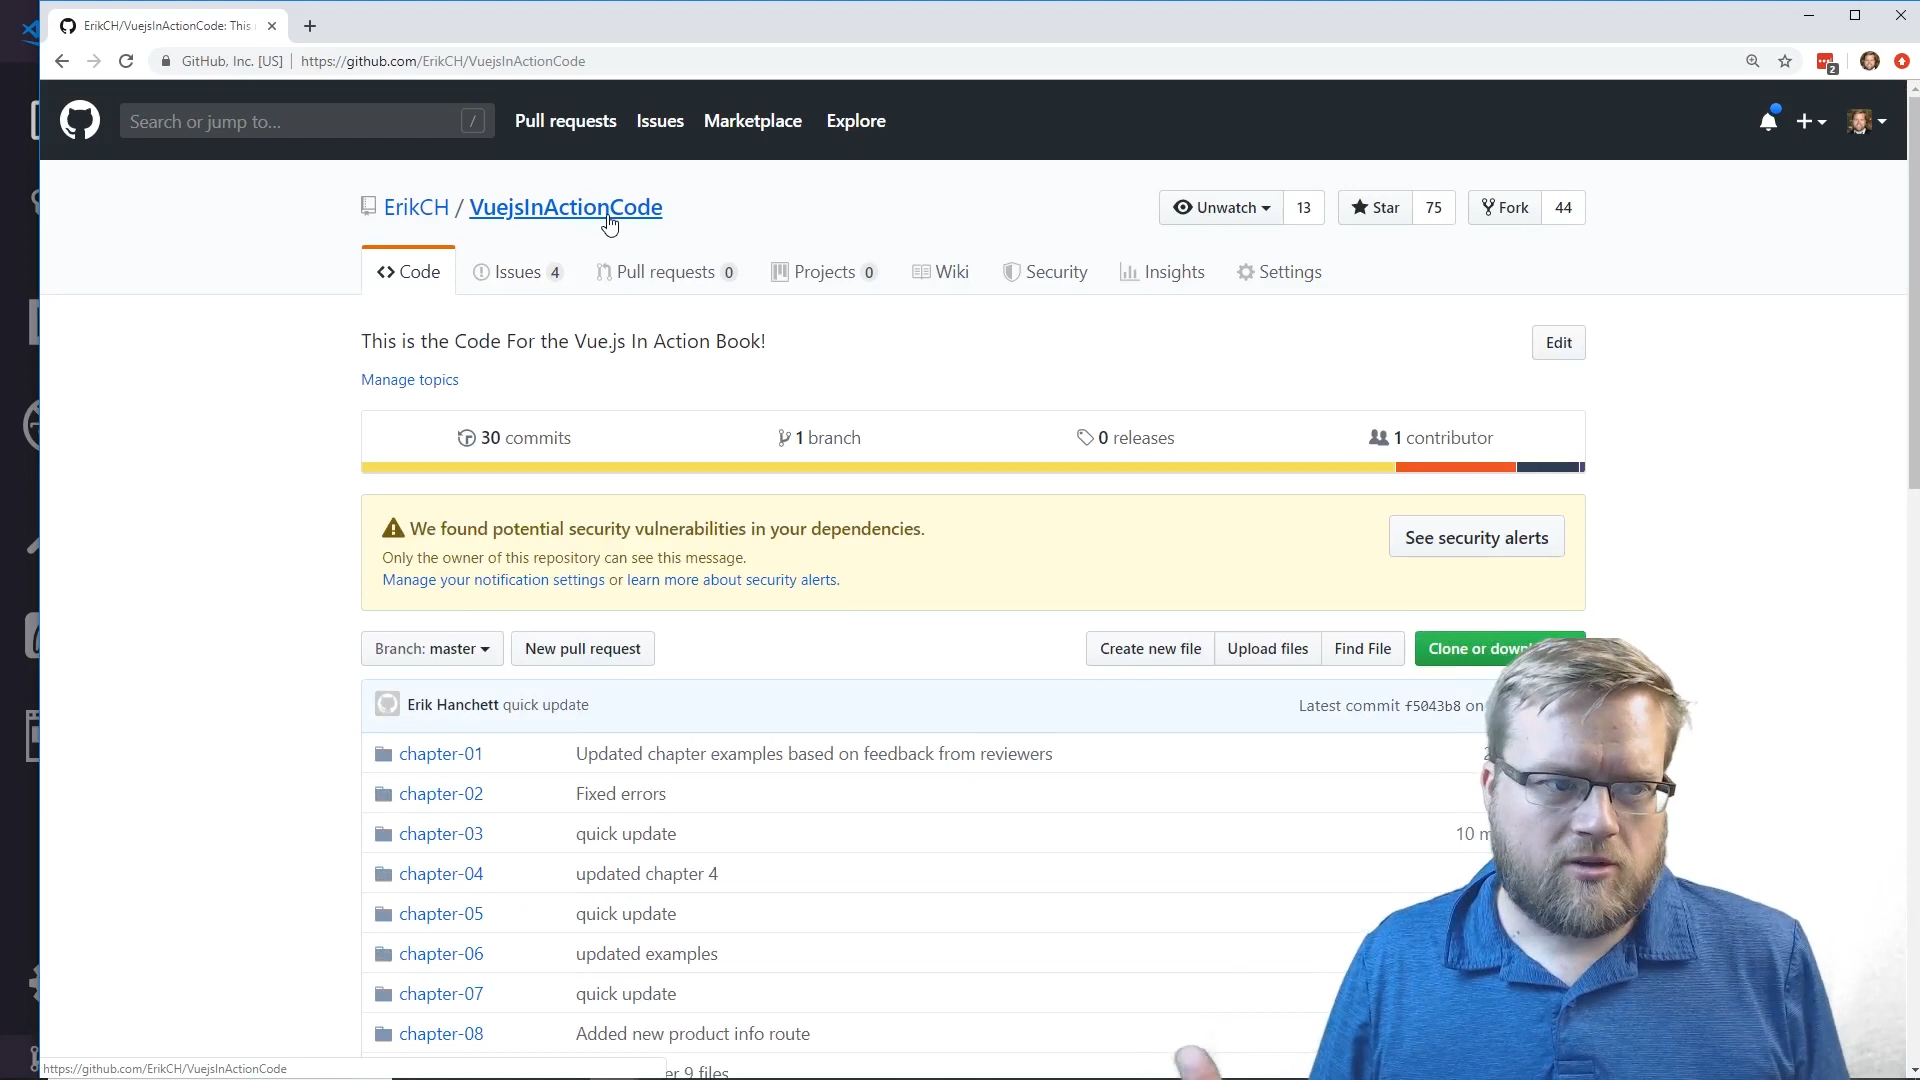 ErikCH/VuejsInActionCode: This
GitHub, Inc. [US] | https://github.com/ErikCH/VuejsInActionCode
2
Search or jump to... /
Pull requests Issues Marketplace Explore
ErikCH / VuejsInActionCode
Unwatch 13 Star 75 Fork 44
Code Issues 4 Pull requests 0 Projects 0 Wiki Security Insights Settings
This is the Code For the Vue.js In Action Book!
Edit
Manage topics
30 commits 1 branch 0 releases 1 contributor
We found potential security vulnerabilities in your dependencies.
Only the owner of this repository can see this message.
Manage your notification settings or learn more about security alerts.
See security alerts
Branch: master New pull request Create new file Upload files Find File Clone or
Erik Hanchett quick update Latest commit f5043b8 on
chapter-01 Updated chapter examples based on feedback from reviewers
chapter-02 Fixed errors
chapter-03 quick update 10
chapter-04 updated chapter 4
chapter-05 quick update
chapter-06 updated examples
chapter-07 quick update
chapter-08 Added new product info route
9 files
https://github.com/ErikCH/VuejsInActionCode